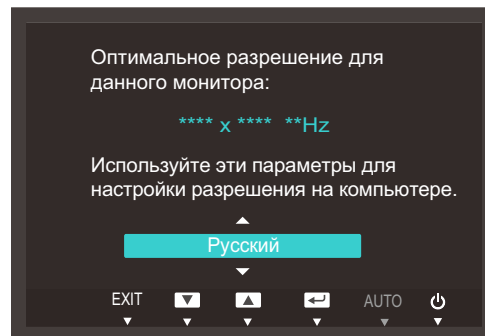 Оптимальное разрешение для
данного монитора:
**** x **** **Hz
Используйте эти параметры для
настройки разрешения на компьютере.
Русский
EXIT AUTO